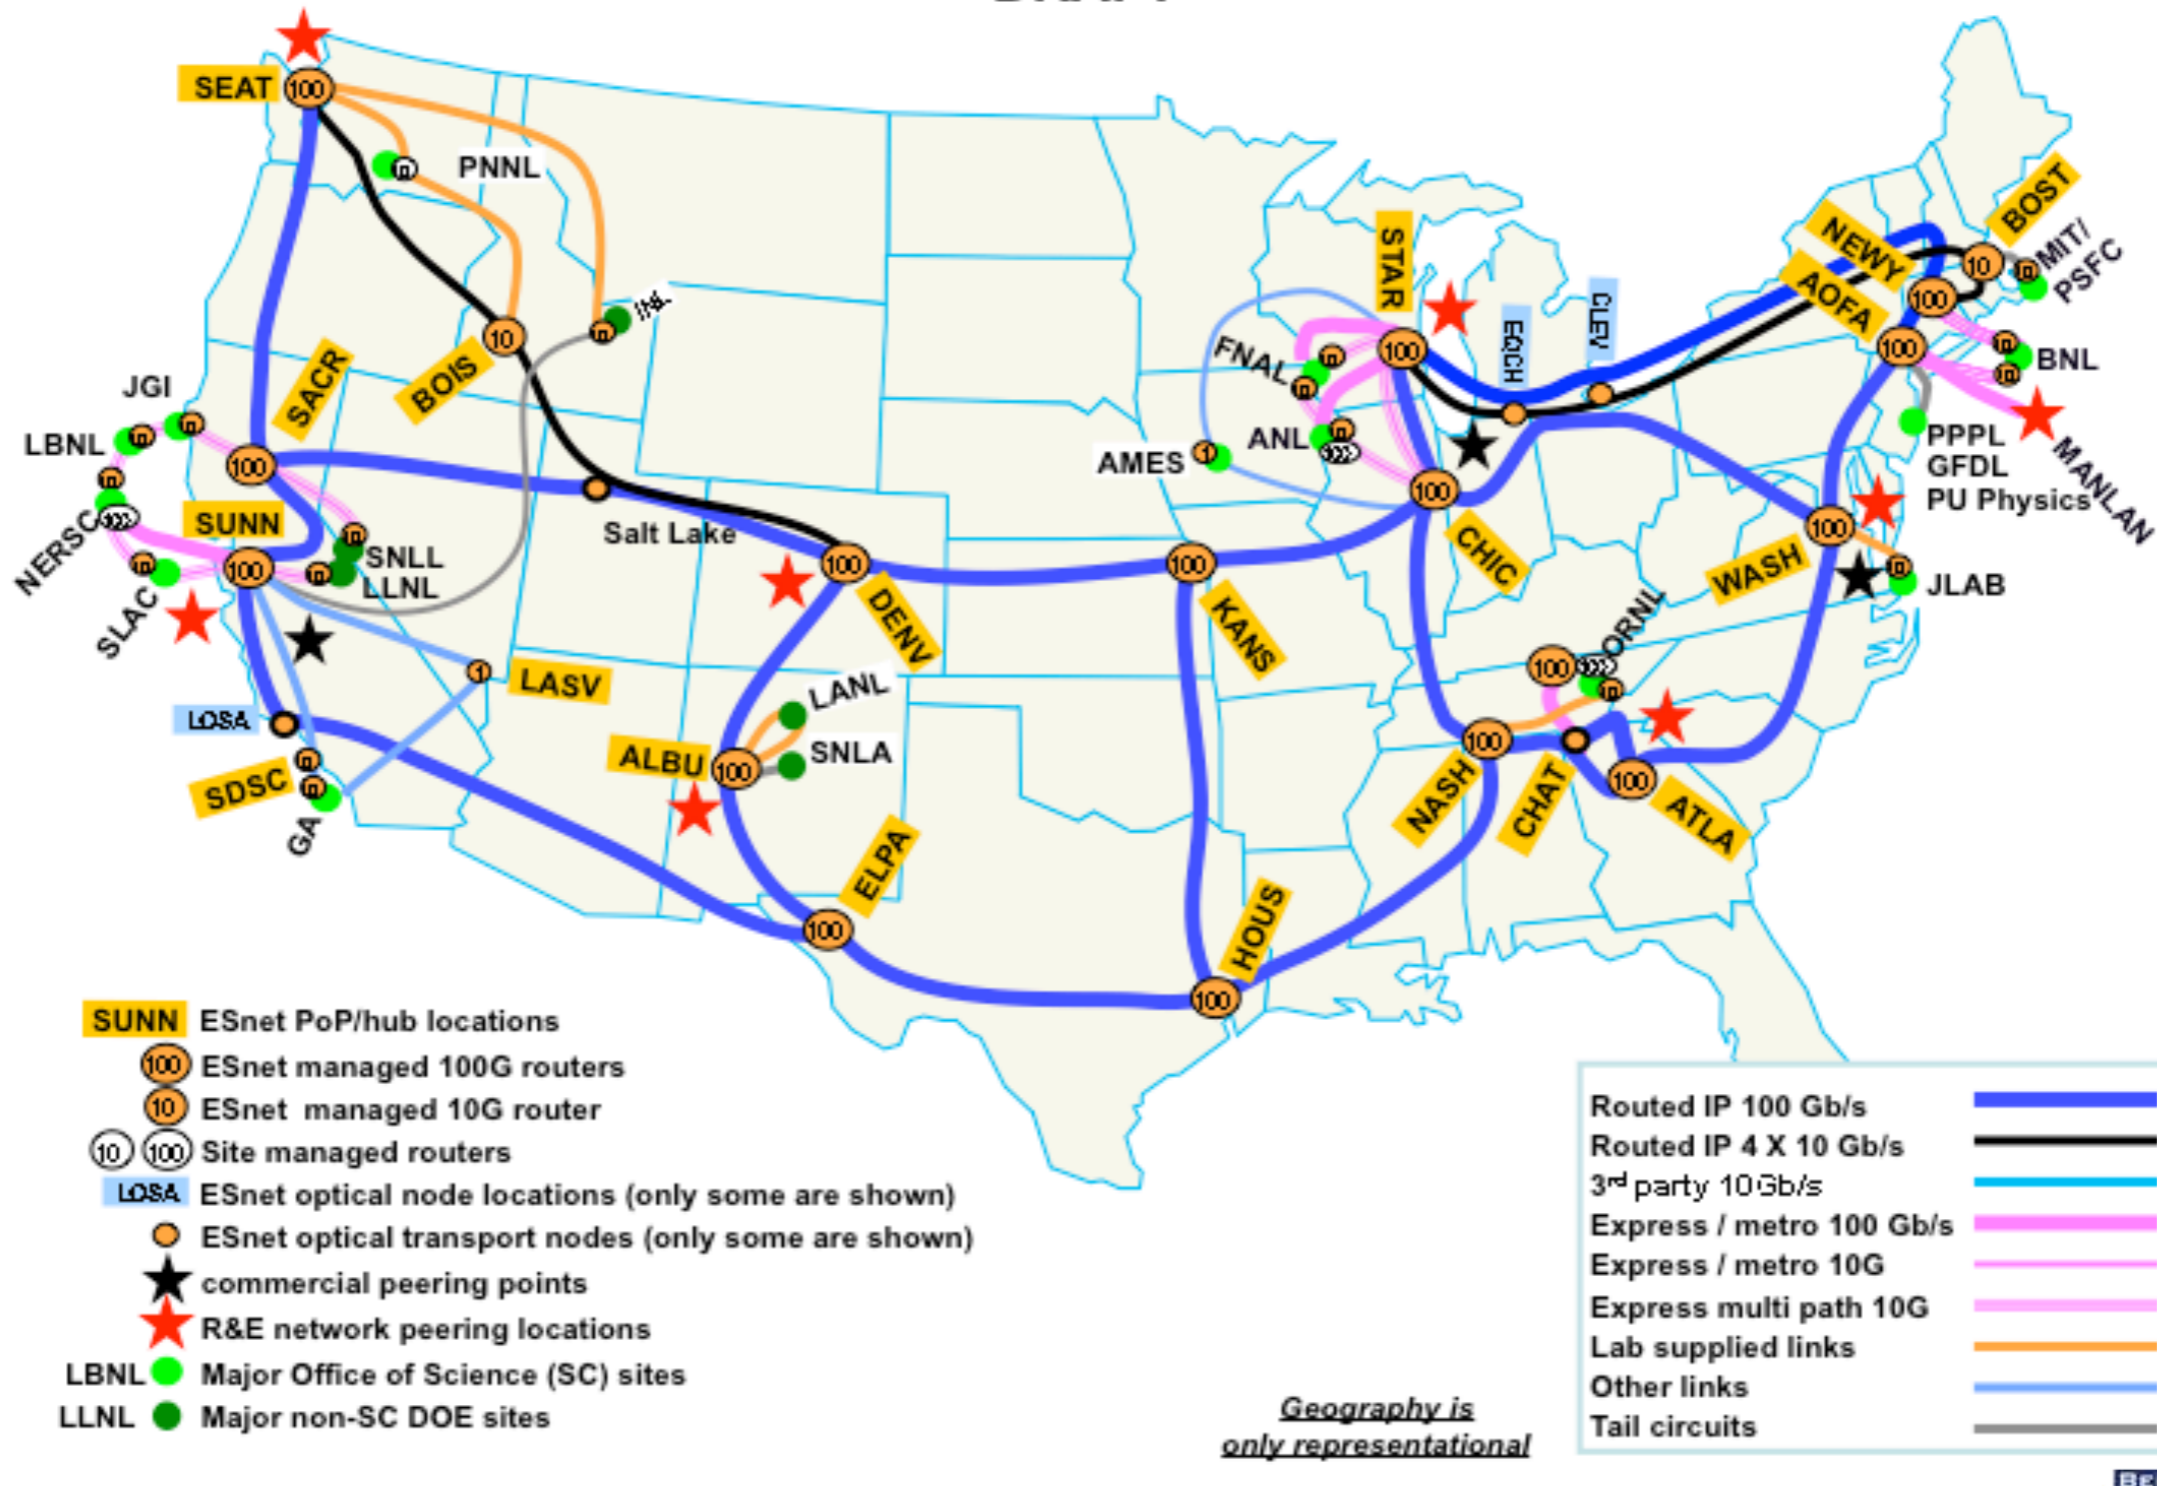 SEAT
100
PNNL
BOIS
10
INL
SACR
100
JGI
LBNL
NERSC
SUNN
100
SNLL
LLNL
SLAC
Salt Lake
LASV
1
LOSA
SDSC
GA
DENV
100
LANL
SNLA
ALBU
100
ELPA
100
KANS
100
HOUS
100
STAR
100
FNAL
ANL
AMES
1
CHIC
100
EQCH
CLEV
NEWY
100
AOFA
100
BOST
10
MIT/
PSFC
BNL
MANLAN
PPPL
GFDL
PU Physics
WASH
100
JLAB
ORNL
100
NASH
100
CHAT
ATLA
100
SUNN ESnet PoP/hub locations
100 ESnet managed 100G routers
10 ESnet managed 10G router
10 100 Site managed routers
LOSA ESnet optical node locations (only some are shown)
ESnet optical transport nodes (only some are shown)
commercial peering points
R&E network peering locations
LBNL Major Office of Science (SC) sites
LLNL Major non-SC DOE sites
Geography is
only representational
Routed IP 100 Gb/s
Routed IP 4 X 10 Gb/s
3rd party 10Gb/s
Express / metro 100 Gb/s
Express / metro 10G
Express multi path 10G
Lab supplied links
Other links
Tail circuits